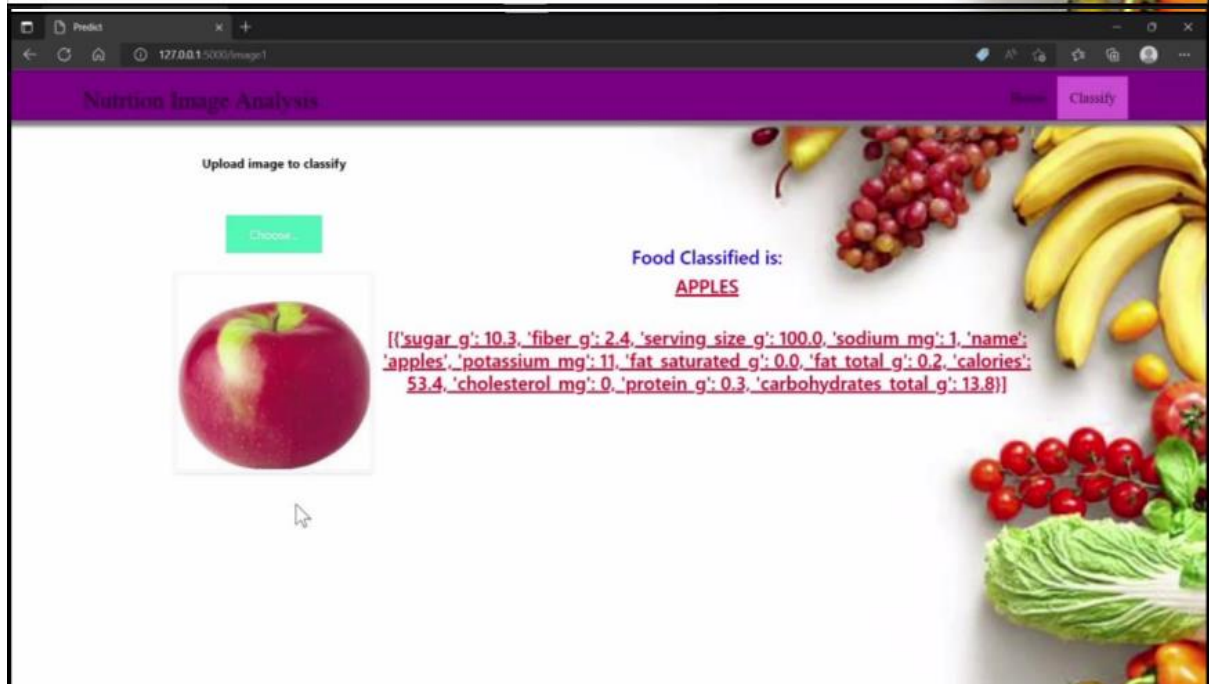 Predict
127.0.0.1:5000/image1
Nutrtion Image Analysis
Home
Classify
Upload image to classify
Choose...
Food Classified is:
APPLES
[{'sugar_g': 10.3, 'fiber_g': 2.4, 'serving_size_g': 100.0, 'sodium_mg': 1, 'name':
'apples', 'potassium_mg': 11, 'fat_saturated_g': 0.0, 'fat_total_g': 0.2, 'calories':
53.4, 'cholesterol_mg': 0, 'protein_g': 0.3, 'carbohydrates_total_g': 13.8}]